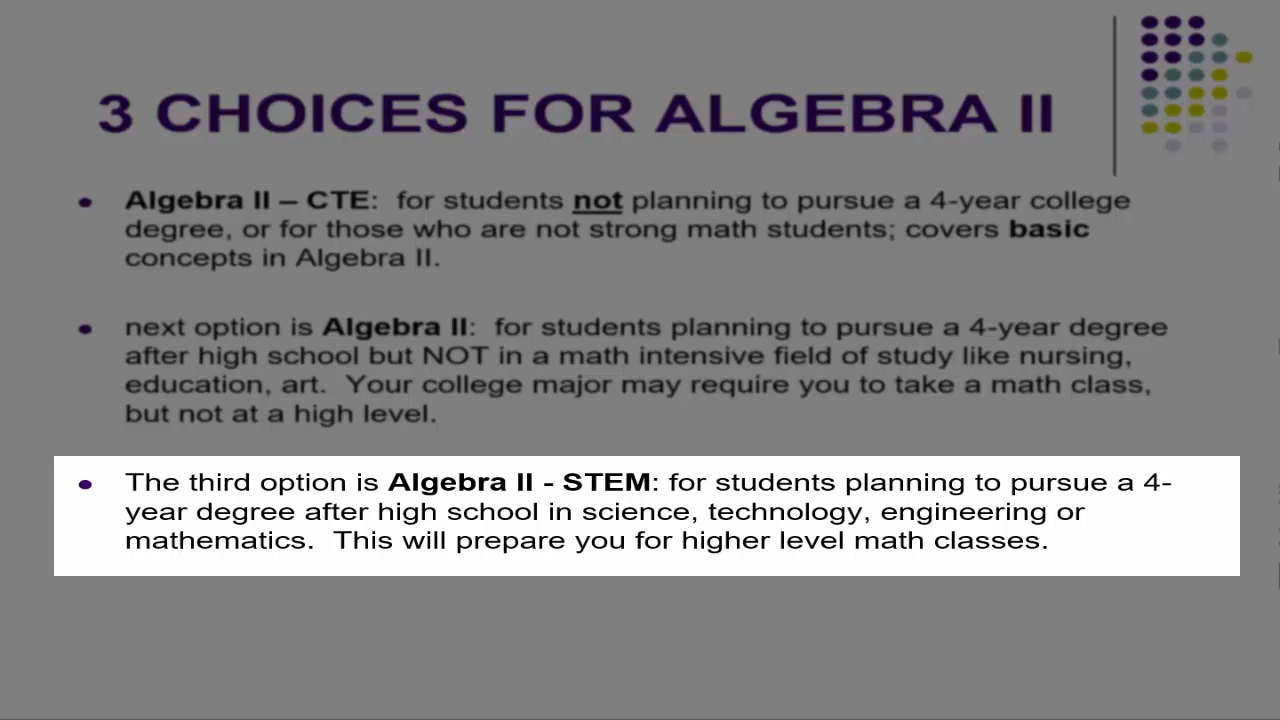 3 CHOICES FOR ALGEBRA II
• Algebra II – CTE: for students not planning to pursue a 4-year college
degree, or for those who are not strong math students; covers basic
concepts in Algebra II.
• next option is Algebra II: for students planning to pursue a 4-year degree
after high school but NOT in a math intensive field of study like nursing,
education, art. Your college major may require you to take a math class,
but not at a high level.
• The third option is Algebra II - STEM: for students planning to pursue a 4-
year degree after high school in science, technology, engineering or
mathematics. This will prepare you for higher level math classes.